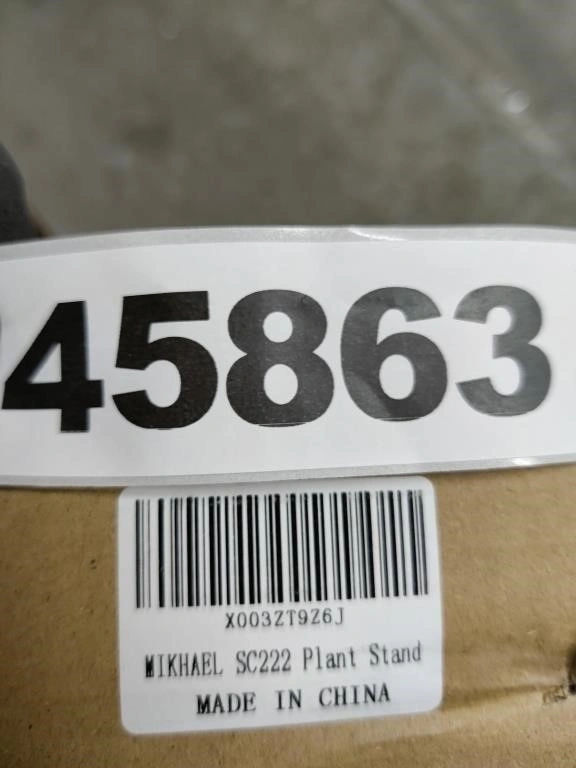 45863
X003ZT9Z6J
MIKHAEL SC222 Plant Stand
MADE IN CHINA